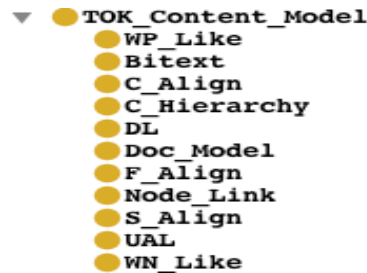 TOK_Content_Model
WP_Like
Bitext
C_Align
C_Hierarchy
DL
Doc_Model
F_Align
Node_Link
S_Align
UAL
WN_Like